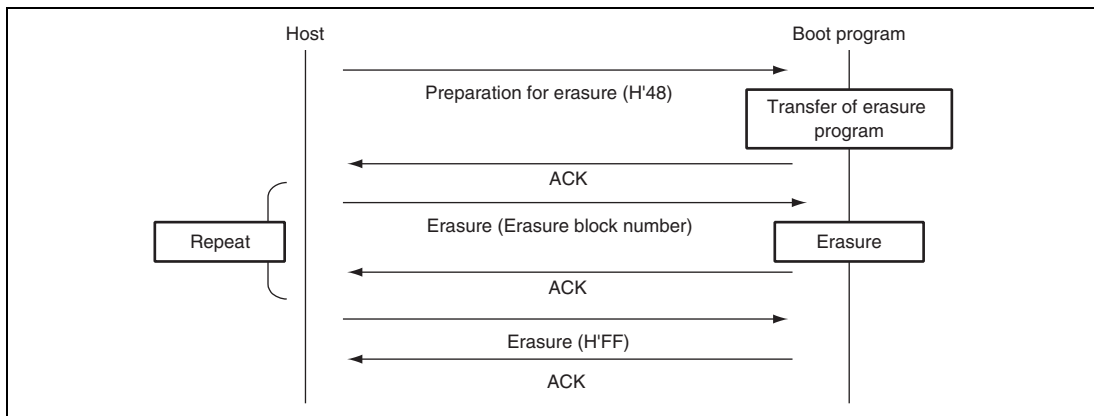 Host
Boot program
Preparation for erasure (H'48)
Transfer of erasure
program
ACK
Erasure (Erasure block number)
Repeat
Erasure
ACK
Erasure (H'FF)
ACK